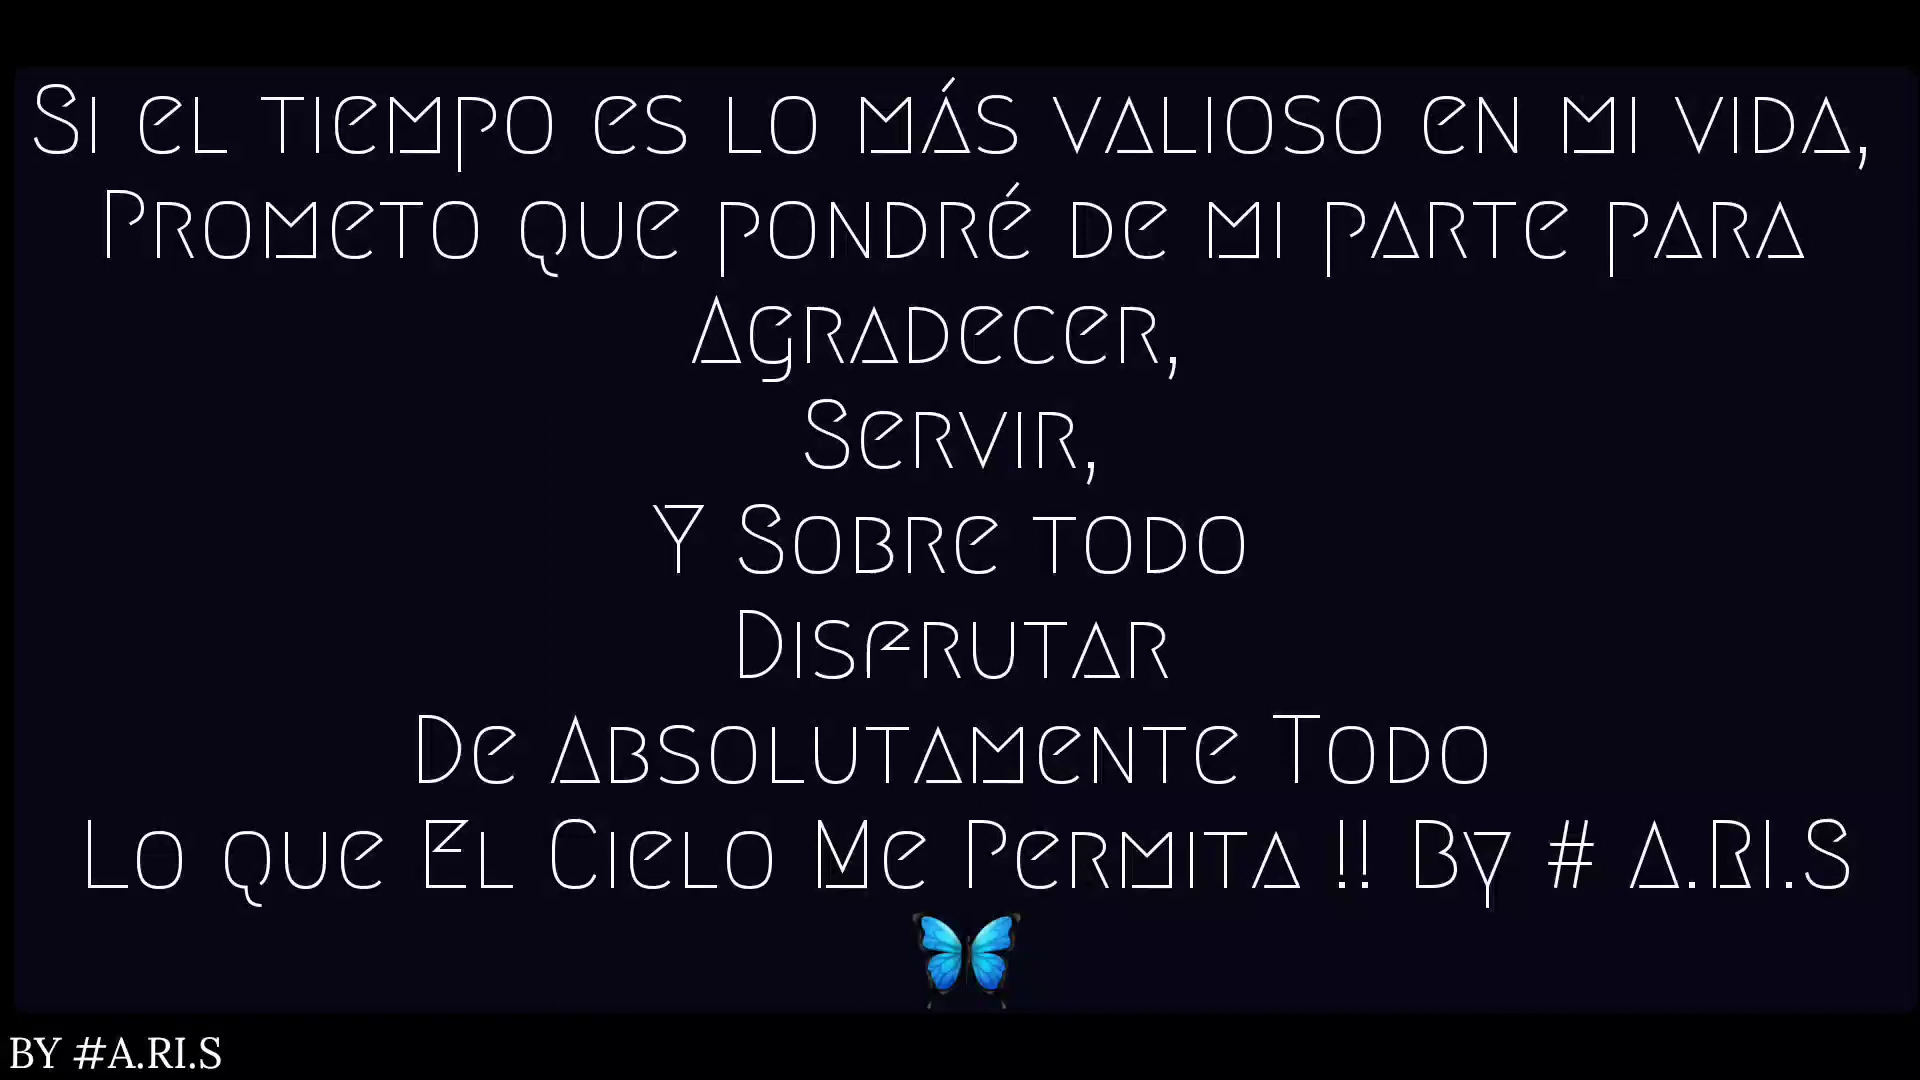 Si el tiempo es lo más valioso en mi vida,
Prometo que pondré de mi parte para
Agradecer,
Servir,
Y Sobre todo
Disfrutar
De Absolutamente Todo
Lo que El Cielo Me Permita !! By # A.RI.S
🦋
BY #A.RI.S